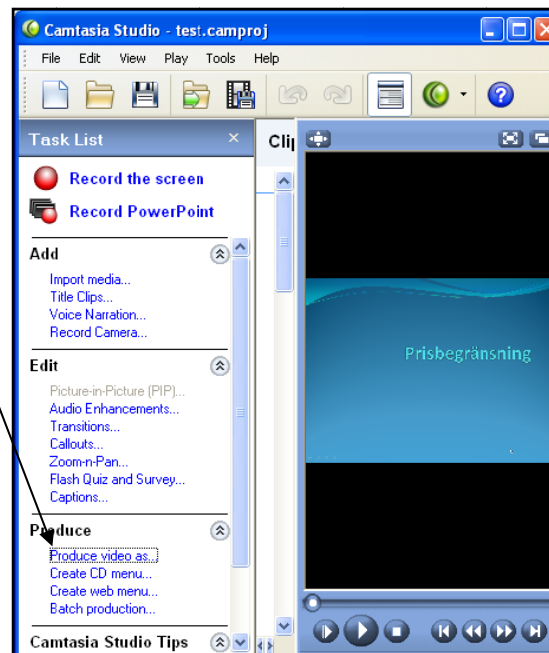 Camtasia Studio - test.camproj
File Edit View Play Tools Help
Task List
Clip
Record the screen
Record PowerPoint
Add
Import media...
Title Clips...
Voice Narration...
Record Camera...
Edit
Picture-in-Picture (PIP)...
Audio Enhancements...
Transitions...
Callouts...
Zoom-n-Pan...
Flash Quiz and Survey...
Captions...
Produce
Produce video as...
Create CD menu...
Create web menu...
Batch production...
Camtasia Studio Tips
Prisbegränsning